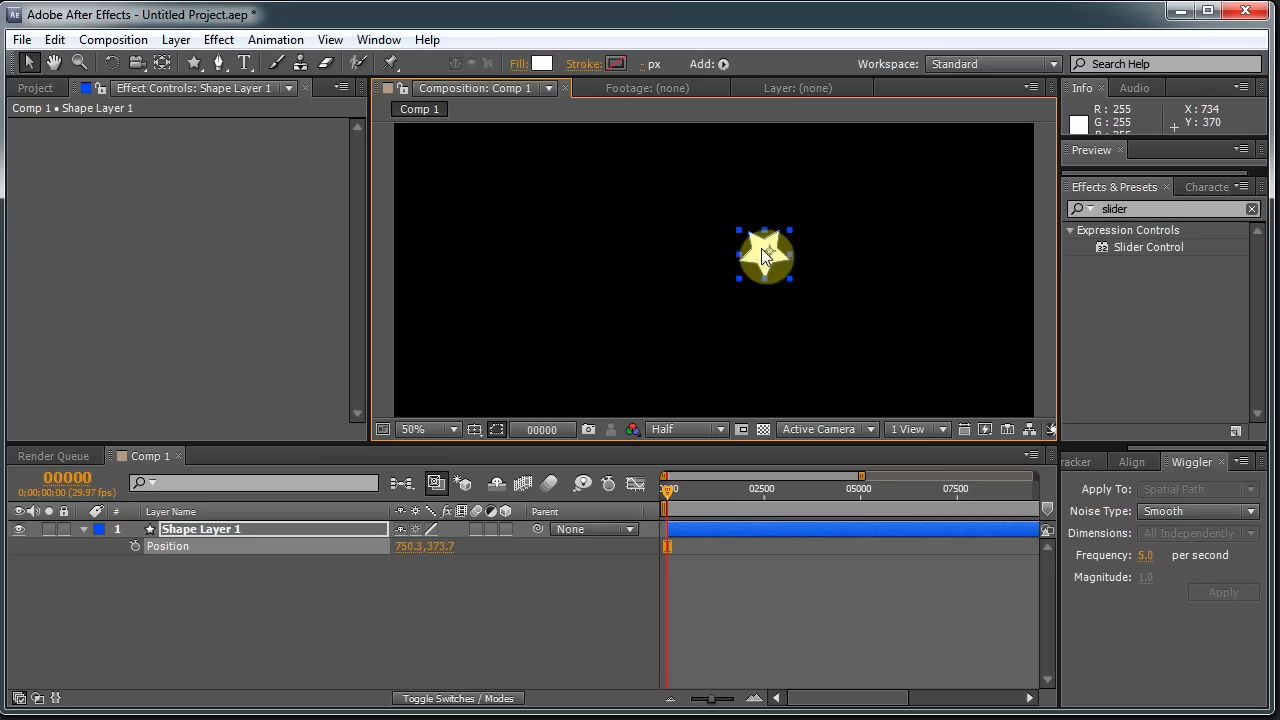 Adobe After Effects - Untitled Project.aep *
File Edit Composition Layer Effect Animation View Window Help
Fill: Stroke: - px Add: Workspace: Standard Search Help
Project Effect Controls: Shape Layer 1 Composition: Comp 1 Footage: (none) Layer: (none) Info Audio
Comp 1 • Shape Layer 1
Comp 1
R: 255 X: 734
G: 255 Y: 370
255
Preview
Effects & Presets Characte
slider
Expression Controls
Slider Control
50% 00000 Half Active Camera 1 View
Render Queue Comp 1 racker Align Wiggler
00000
0;00;00;00 (29.97 fps)
:00 02500 05000 07500
# Layer Name Parent
1 Shape Layer 1 None
Position 750.3,373.7
Apply To: Spatial Path
Noise Type: Smooth
Dimensions: All Independently
Frequency: 5.0 per second
Magnitude: 1.0
Apply
Toggle Switches / Modes